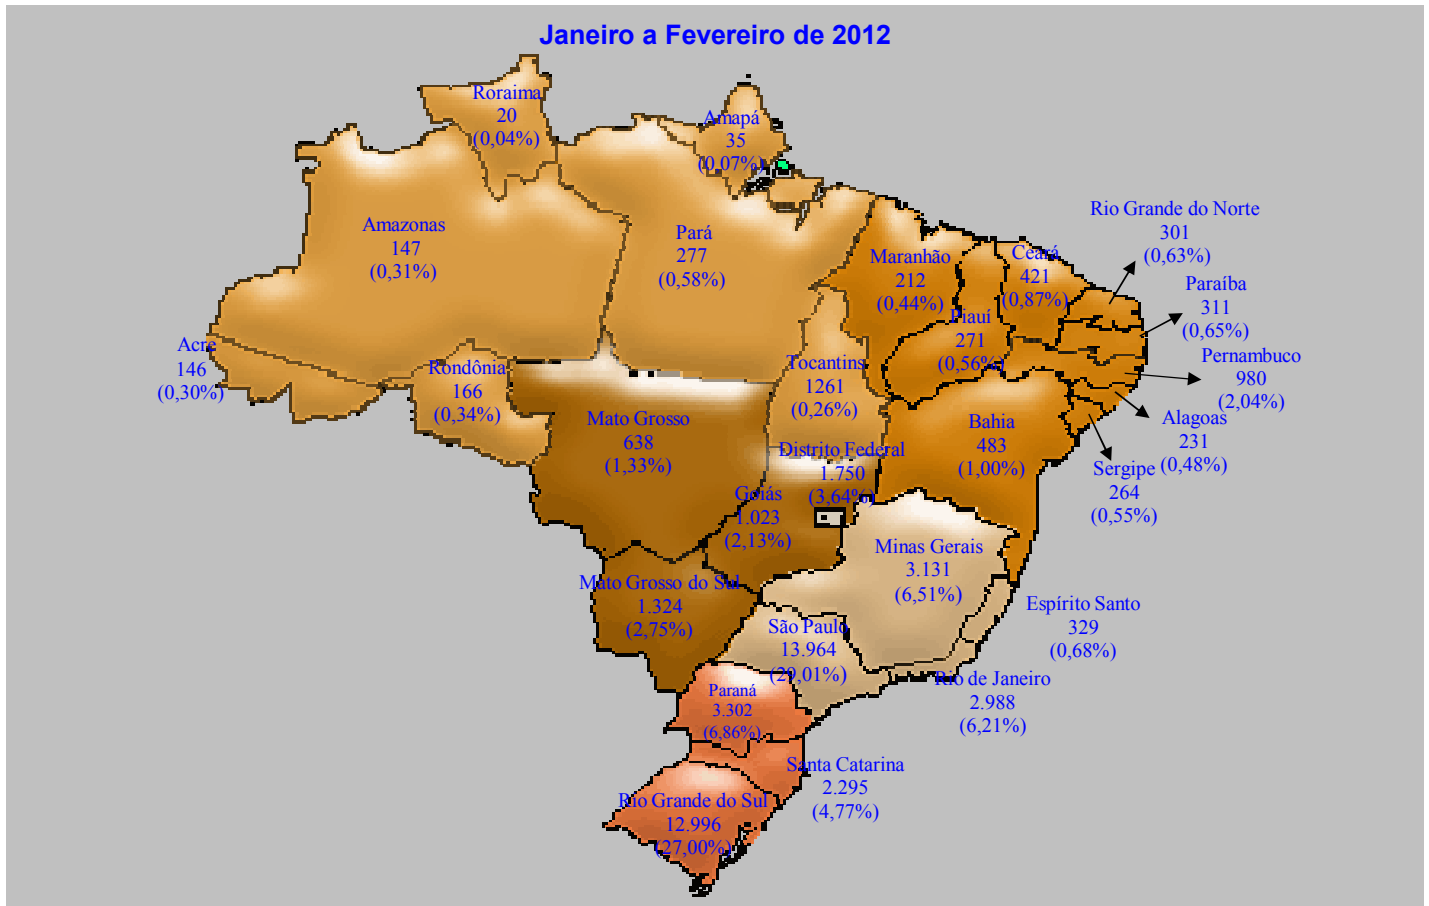 Janeiro a Fevereiro de 2012
Roraima
20
(0,04%)
Amapá
35
(0,07%)
Amazonas
147
(0,31%)
Pará
277
(0,58%)
Maranhão
212
(0,44%)
Ceará
421
(0,87%)
Rio Grande do Norte
301
(0,63%)
Paraíba
311
(0,65%)
Piauí
271
(0,56%)
Pernambuco
980
(2,04%)
Acre
146
(0,30%)
Rondônia
166
(0,34%)
Tocantins
1261
(0,26%)
Alagoas
231
(0,48%)
Mato Grosso
638
(1,33%)
Bahia
483
(1,00%)
Sergipe
264
(0,55%)
Distrito Federal
1.750
(3,64%)
Goiás
1.023
(2,13%)
Minas Gerais
3.131
(6,51%)
Mato Grosso do Sul
1.324
(2,75%)
Espírito Santo
329
(0,68%)
São Paulo
13.964
(29,01%)
Rio de Janeiro
2.988
(6,21%)
Paraná
3.302
(6,86%)
Santa Catarina
2.295
(4,77%)
Rio Grande do Sul
12.996
(27,00%)